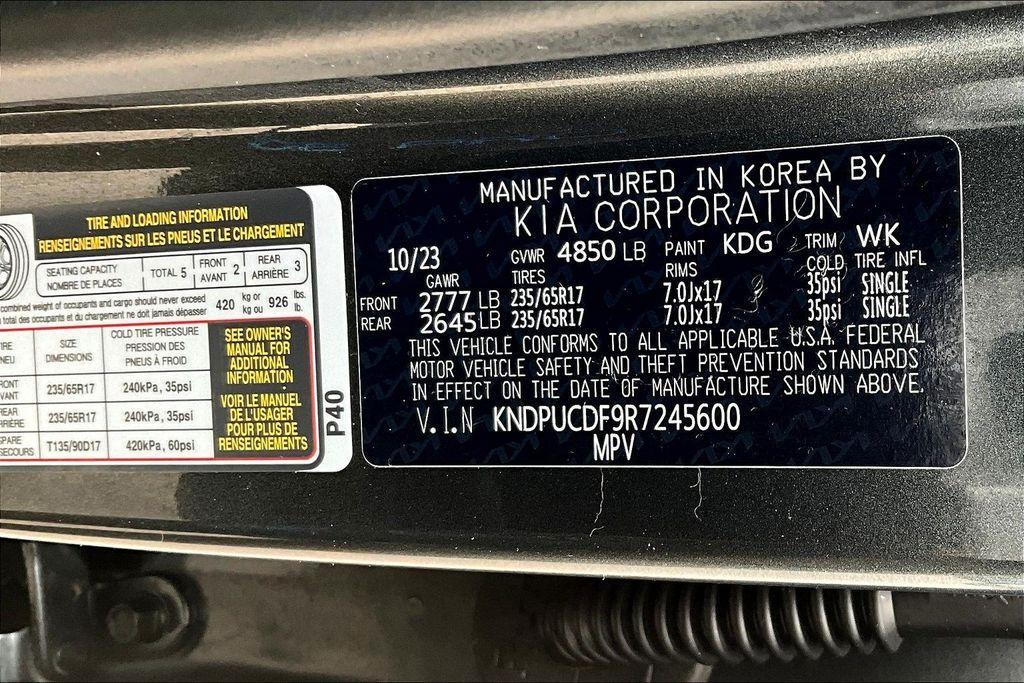 TIRE AND LOADING INFORMATION
RENSEIGNEMENTS SUR LES PNEUS ET LE CHARGEMENT
SEATING CAPACITY
NOMBRE DE PLACES
TOTAL 5
FRONT
AVANT 2
REAR
ARRIÈRE 3
combined weight of occupants and cargo should never exceed
total des occupants et du chargement ne doit jamais dépasser
420 kg or
kg ou 926 lbs.
lb.
SIZE
DIMENSIONS
COLD TIRE PRESSURE
PRESSION DES
PNEUS À FROID
235/65R17 240kPa, 35psi
235/65R17 240kPa, 35psi
T135/90D17 420kPa, 60psi
SEE OWNER'S
MANUAL FOR
ADDITIONAL
INFORMATION
VOIR LE MANUEL
DE L'USAGER
POUR PLUS DE
RENSEIGNEMENTS
P40
MANUFACTURED IN KOREA BY
KIA CORPORATION
10/23 GVWR 4850 LB PAINT KDG TRIM WK
GAWR TIRES RIMS COLD TIRE INFL
FRONT 2777 LB 235/65R17 7.0Jx17 35psi SINGLE
REAR 2645 LB 235/65R17 7.0Jx17 35psi SINGLE
THIS VEHICLE CONFORMS TO ALL APPLICABLE U.S.A. FEDERAL
MOTOR VEHICLE SAFETY AND THEFT PREVENTION STANDARDS
IN EFFECT ON THE DATE OF MANUFACTURE SHOWN ABOVE.
V.I.N KNDPUCDF9R7245600
MPV